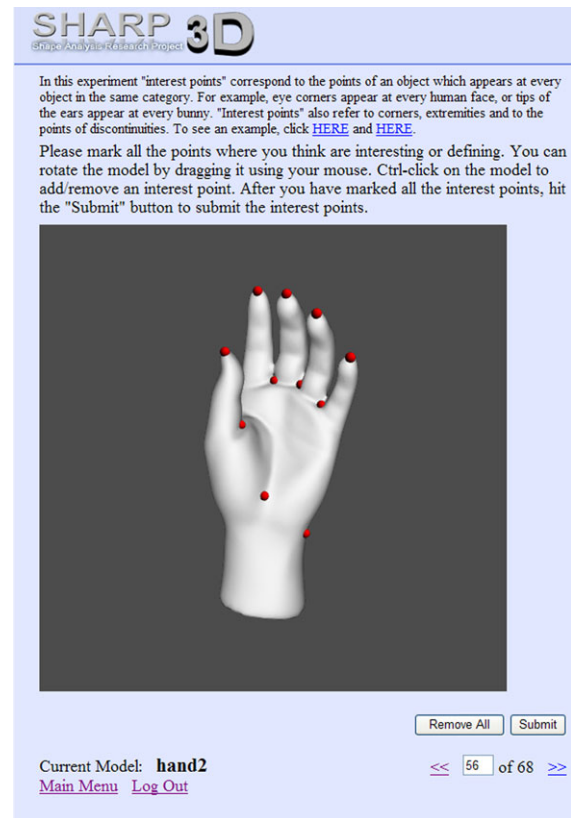 SHARP 3D
Shape Analysis Research Project
In this experiment "interest points" correspond to the points of an object which appears at every
object in the same category. For example, eye corners appear at every human face, or tips of
the ears appear at every bunny. "Interest points" also refer to corners, extremities and to the
points of discontinuities. To see an example, click HERE and HERE.
Please mark all the points where you think are interesting or defining. You can
rotate the model by dragging it using your mouse. Ctrl-click on the model to
add/remove an interest point. After you have marked all the interest points, hit
the "Submit" button to submit the interest points.
Remove All Submit
Current Model: hand2 << 56 of 68 >>
Main Menu Log Out